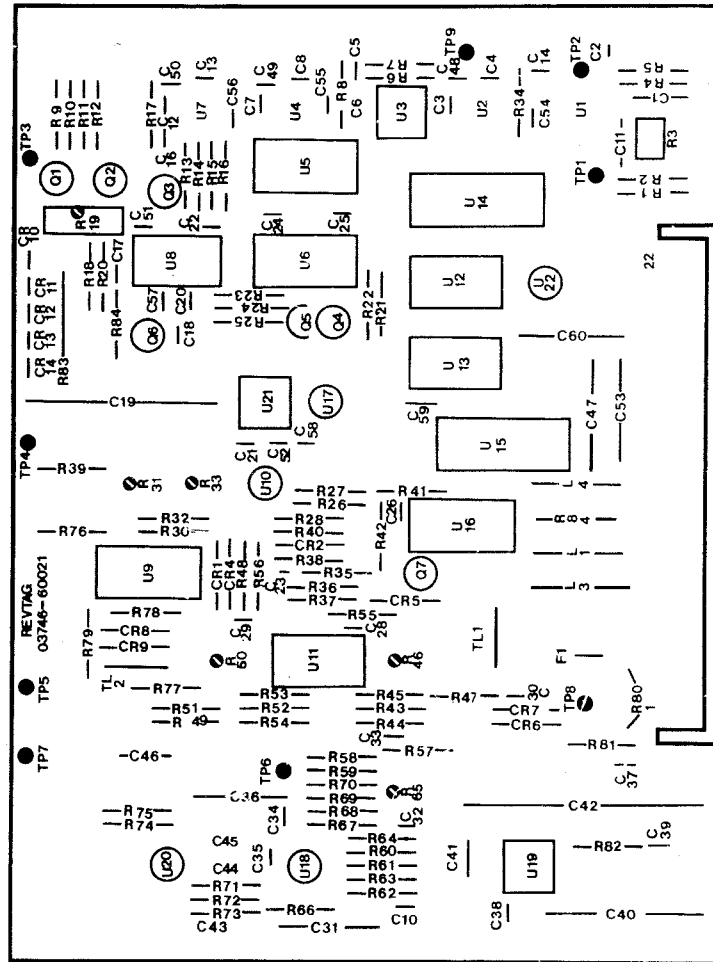 TP3
R9
R10
R11
R12
R17
C50
C13
C12
U7
C56
C7
C49
C8
C55
U4
C5
R8
C6
R7
R6
U3
C48
C3
TP9
C4
U2
R34
C14
C54
TP2
C2
U1
R5
R4
C1
R3
C11
TP1
R2
R1
Q1
Q2
Q3
C16
R13
R14
R15
R16
U5
U14
CR10
R19
C51
C22
C24
C25
R18
R20
C17
U8
U6
U12
U22
22
CR11
CR12
CR13
CR14
R83
R84
Q6
C57
C20
C18
R23
R24
R25
Q5
Q4
R22
R21
U13
C60
C19
U21
U17
C59
C47
C53
TP4
C21
C52
C58
U15
R39
R31
R33
U10
R27
R26
R41
L4
R76
R32
R30
R28
R40
CR2
R38
R42
C26
U16
R84
L1
L3
REVTAG
03746-60021
U9
CR1
CR4
R48
R56
C23
R35
R36
R37
Q7
CR5
R79
R78
CR8
CR9
C29
R55
C28
TL1
TL2
R50
U11
R46
F1
TP5
R77
R53
R45
R47
C30
TP8
R80
1
R51
R52
R43
CR7
R49
R54
R44
CR6
TP7
C46
C33
R57
R81
TP6
R58
R59
R70
R69
R68
R67
R65
C37
C36
C34
C32
C42
R75
R74
C45
R64
R60
R61
R63
R62
C41
U19
R82
C39
U20
C44
C35
U18
R71
R72
R73
C43
R66
C31
C10
C38
C40